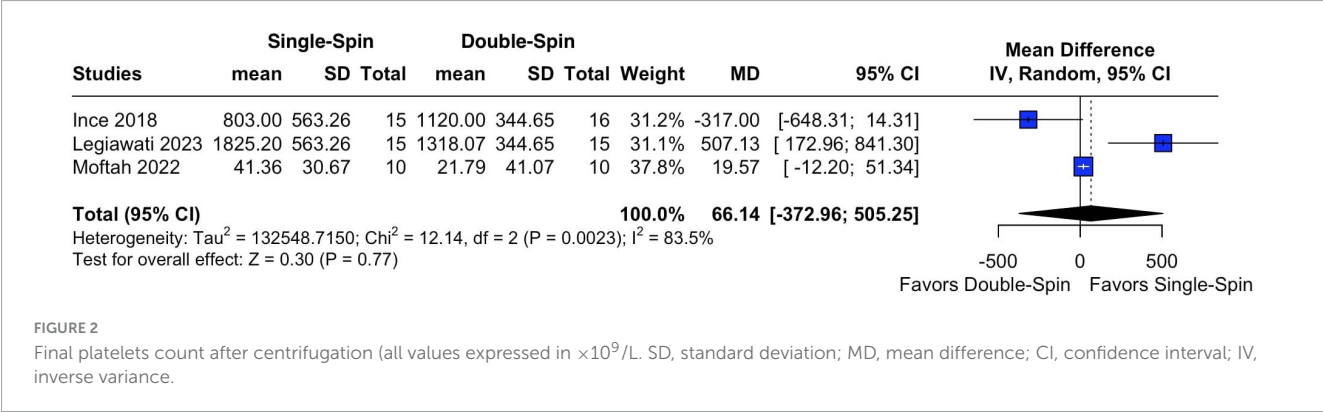 Single-Spin Double-Spin Mean Difference
Studies mean SD Total mean SD Total Weight MD 95% CI IV, Random, 95% CI
Ince 2018 803.00 563.26 15 1120.00 344.65 16 31.2% -317.00 [-648.31; 14.31]
Legiawati 2023 1825.20 563.26 15 1318.07 344.65 15 31.1% 507.13 [ 172.96; 841.30]
Moftah 2022 41.36 30.67 10 21.79 41.07 10 37.8% 19.57 [ -12.20; 51.34]
Total (95% CI) 100.0% 66.14 [-372.96; 505.25]
Heterogeneity: Tau² = 132548.7150; Chi² = 12.14, df = 2 (P = 0.0023); I² = 83.5%
Test for overall effect: Z = 0.30 (P = 0.77)
-500 0 500
Favors Double-Spin Favors Single-Spin
FIGURE 2
Final platelets count after centrifugation (all values expressed in ×10⁹/L. SD, standard deviation; MD, mean difference; CI, confidence interval; IV,
inverse variance.